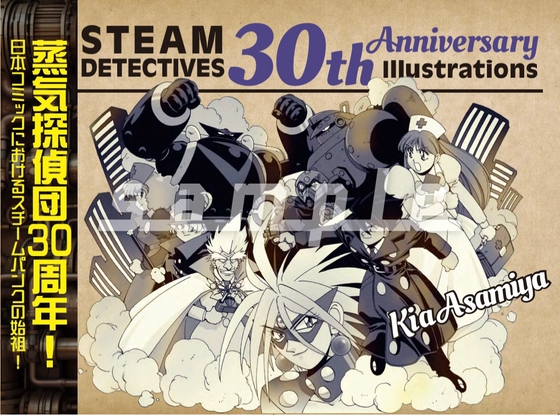 STEAM
DETECTIVES
30th
Anniversary
Illustrations
蒸気探偵団30周年！
日本コミックにおけるスチームパンクの始祖！
sample
Kia Asamiya